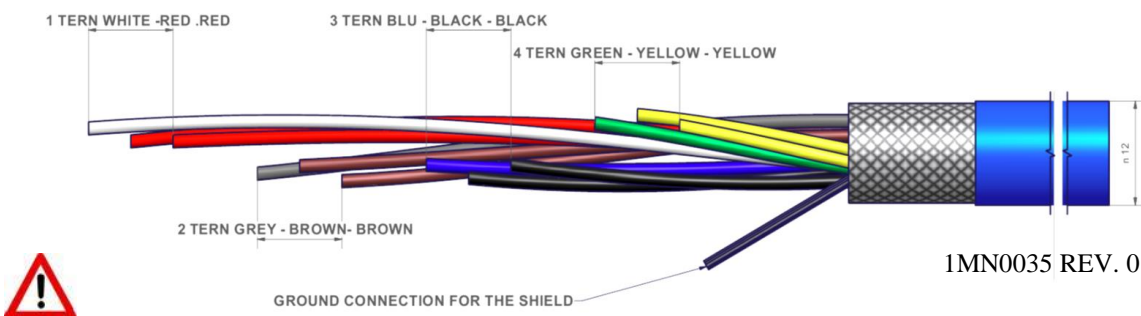 1 TERN WHITE -RED .RED
3 TERN BLU - BLACK - BLACK
4 TERN GREEN - YELLOW - YELLOW
n 12
2 TERN GREY - BROWN- BROWN
1MN0035 REV. 0
GROUND CONNECTION FOR THE SHIELD
!